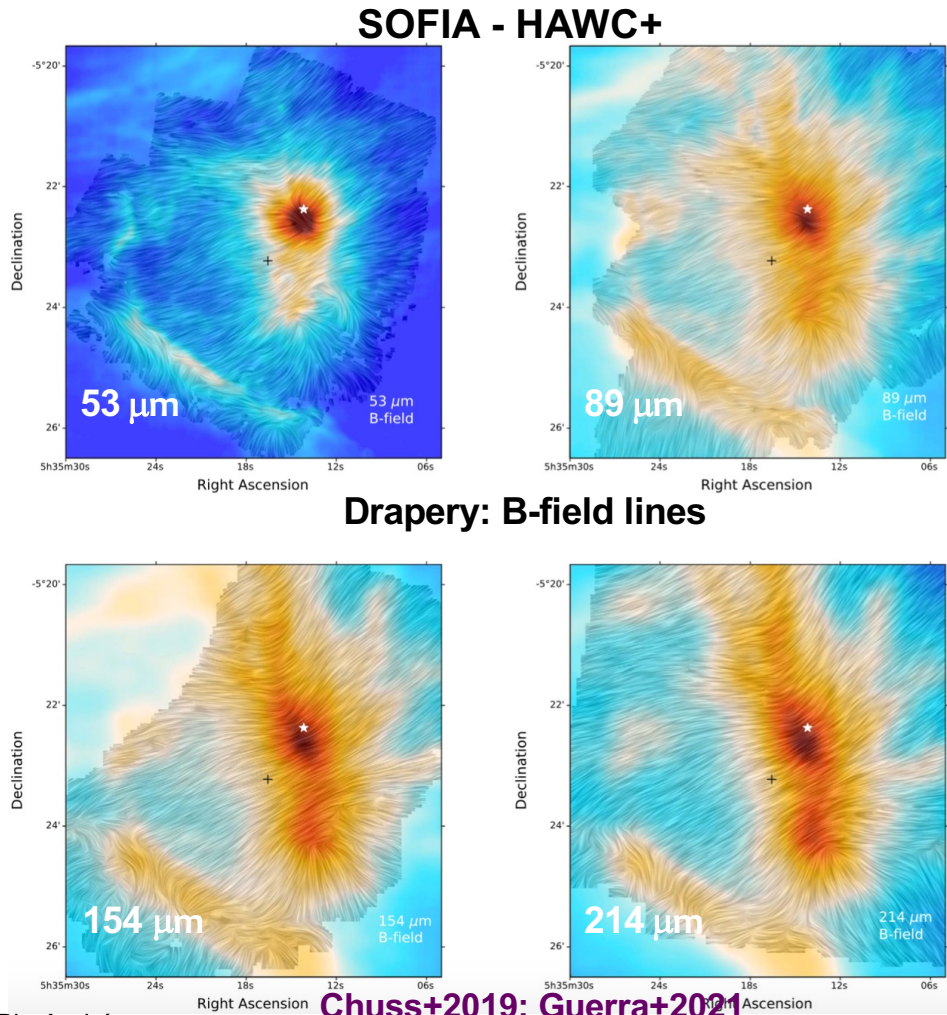 SOFIA - HAWC+
-5°20'
22'
Declination
24'
26'
53 μm
53 μm
B-field
5h35m30s 24s 18s 12s 06s
Right Ascension
-5°20'
22'
Declination
24'
26'
89 μm
89 μm
B-field
5h35m30s 24s 18s 12s 06s
Right Ascension
Drapery: B-field lines
-5°20'
22'
Declination
24'
26'
154 μm
154 μm
B-field
5h35m30s 24s 18s 12s 06s
Right Ascension
-5°20'
22'
Declination
24'
26'
214 μm
214 μm
B-field
5h35m30s 24s 18s 12s 06s
Right Ascension
Chuss+2019; Guerra+2021